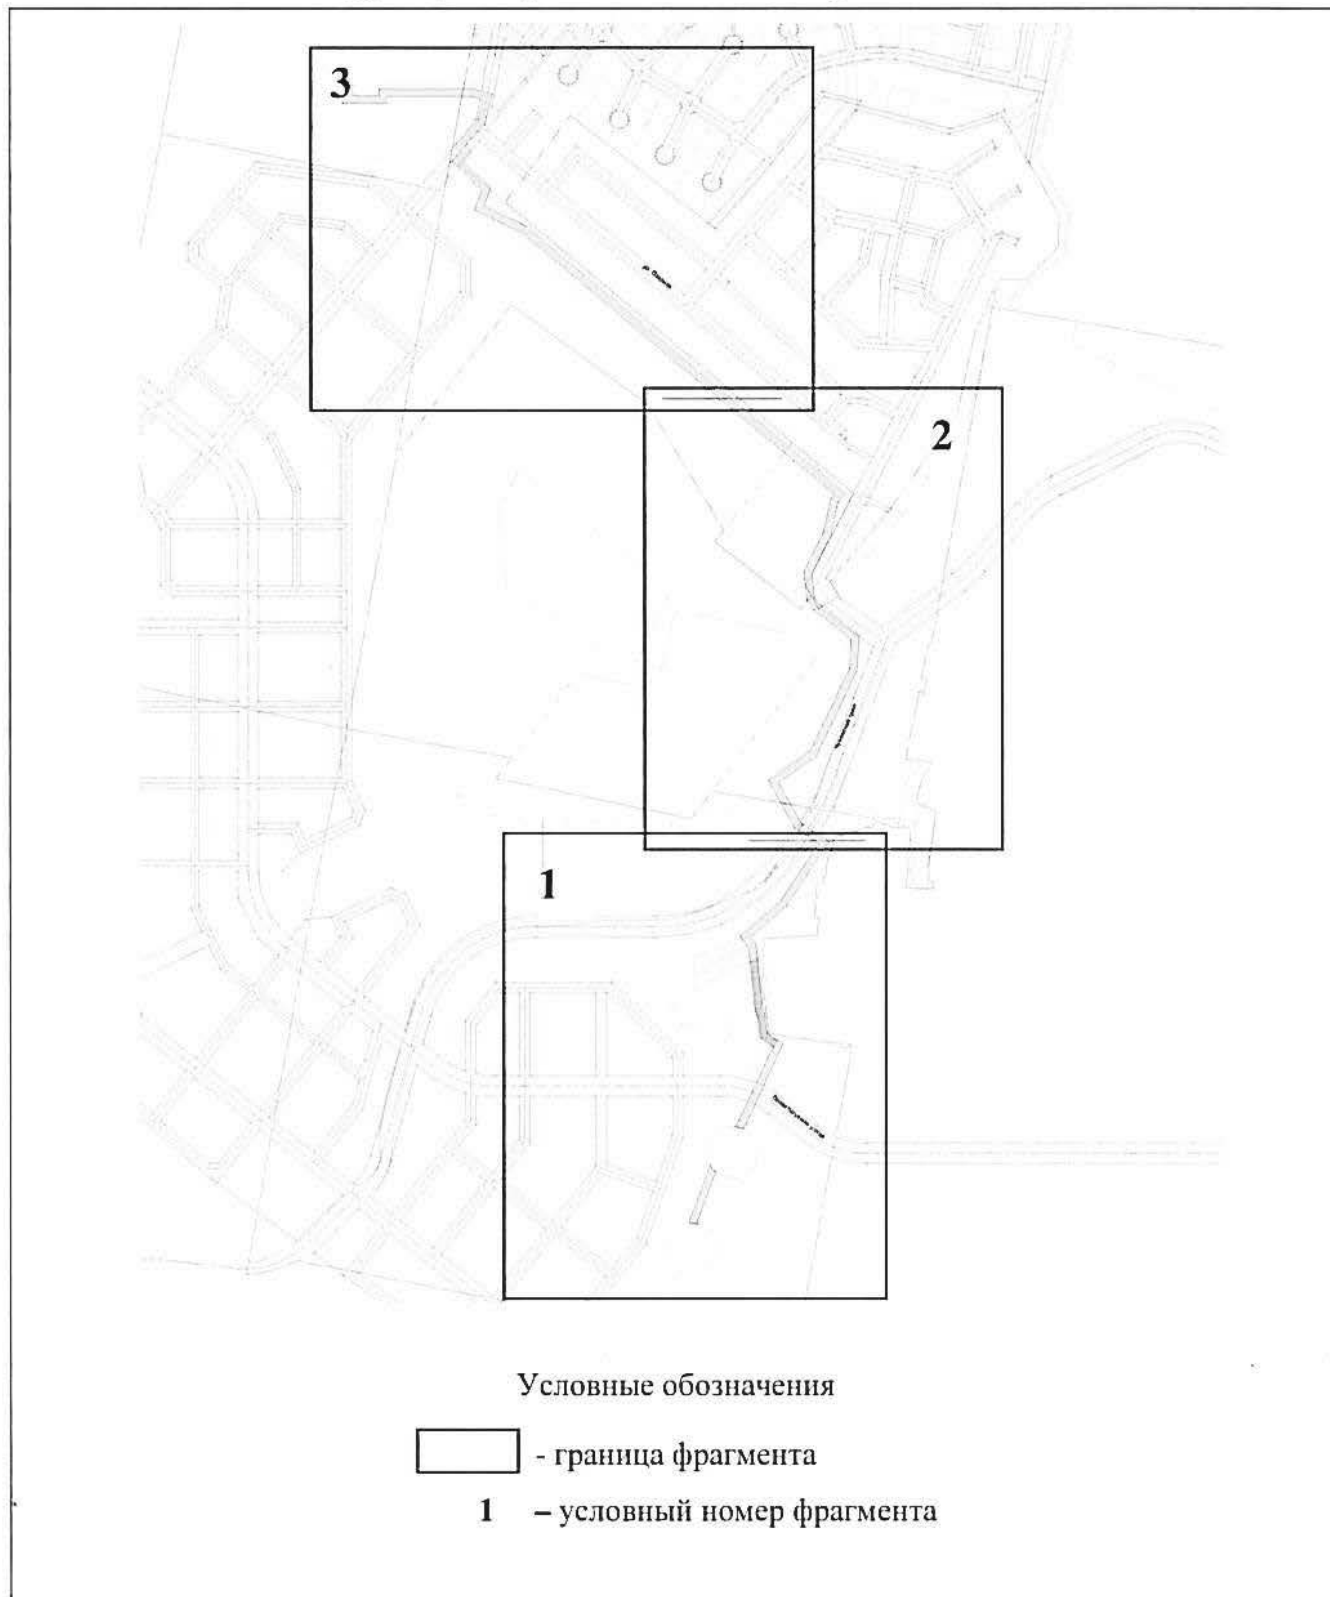 3
2
1
Условные обозначения
- граница фрагмента
1 – условный номер фрагмента